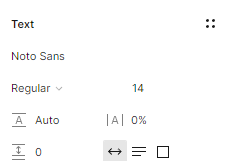 Text
Noto Sans
Regular 14
A Auto |A| 0%
0